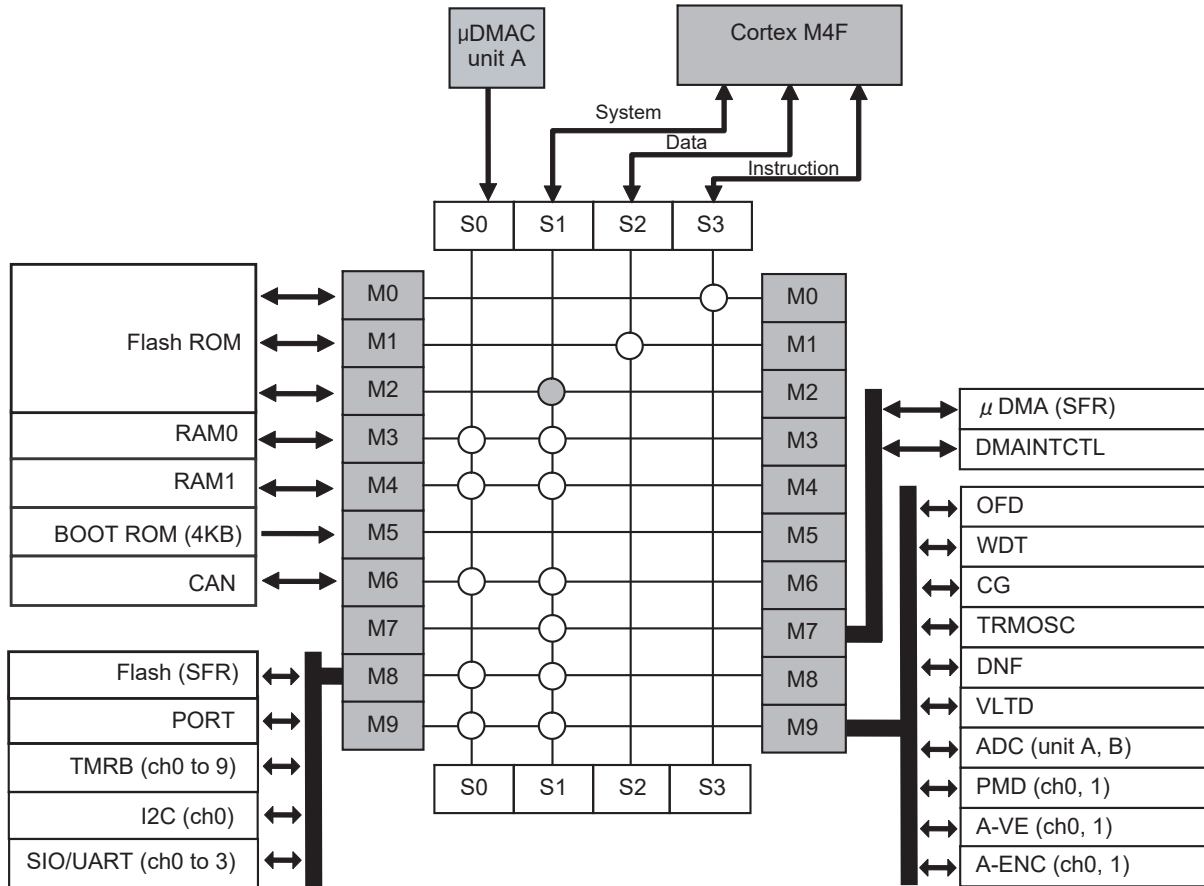 μDMAC
unit A
Cortex M4F
System
Data
Instruction
S0
S1
S2
S3
Flash ROM
RAM0
RAM1
BOOT ROM (4KB)
CAN
Flash (SFR)
PORT
TMRB (ch0 to 9)
I2C (ch0)
SIO/UART (ch0 to 3)
M0
M1
M2
M3
M4
M5
M6
M7
M8
M9
M0
M1
M2
M3
M4
M5
M6
M7
M8
M9
S0
S1
S2
S3
μ DMA (SFR)
DMAINTCTL
OFD
WDT
CG
TRMOSC
DNF
VLTD
ADC (unit A, B)
PMD (ch0, 1)
A-VE (ch0, 1)
A-ENC (ch0, 1)